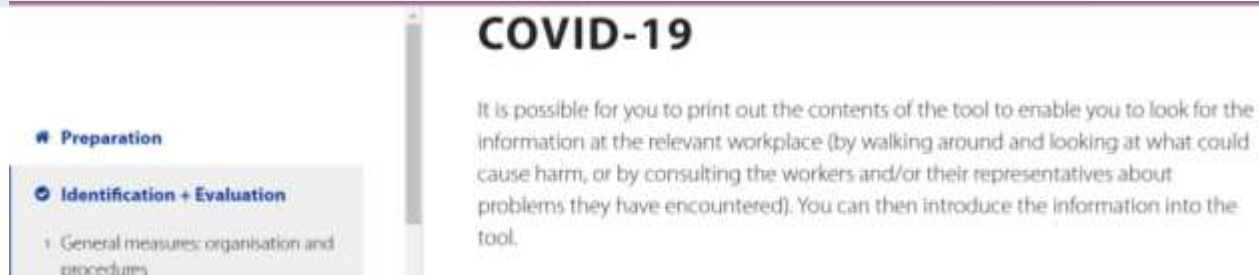 Preparation
Identification + Evaluation
1 General measures: organisation and
procedures
COVID-19
It is possible for you to print out the contents of the tool to enable you to look for the
information at the relevant workplace (by walking around and looking at what could
cause harm, or by consulting the workers and/or their representatives about
problems they have encountered). You can then introduce the information into the
tool.